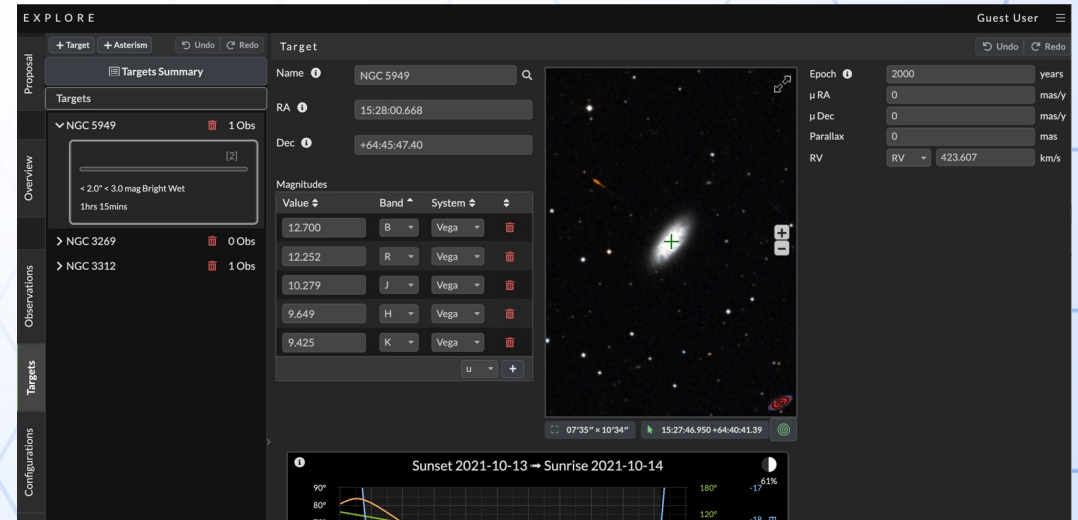 EXPLORE
Guest User
Proposal
Overview
Observations
Targets
Configurations
+ Target + Asterism Undo Redo
Targets Summary
Targets
NGC 5949 1 Obs
[2]
< 2.0" < 3.0 mag Bright Wet
1hrs 15mins
NGC 3269 0 Obs
NGC 3312 1 Obs
Target
Undo Redo
Name NGC 5949
RA 15:28:00.668
Dec +64:45:47.40
Magnitudes
Value Band System
12.700 B Vega
12.252 R Vega
10.279 J Vega
9.649 H Vega
9.425 K Vega
u +
07'35" × 10'34" 15:27:46.950 +64:40:41.39
Epoch 2000 years
μ RA 0 mas/y
μ Dec 0 mas/y
Parallax 0 mas
RV RV 423.607 km/s
Sunset 2021-10-13 → Sunrise 2021-10-14
61%
90° 180° -17
80° 120° -18